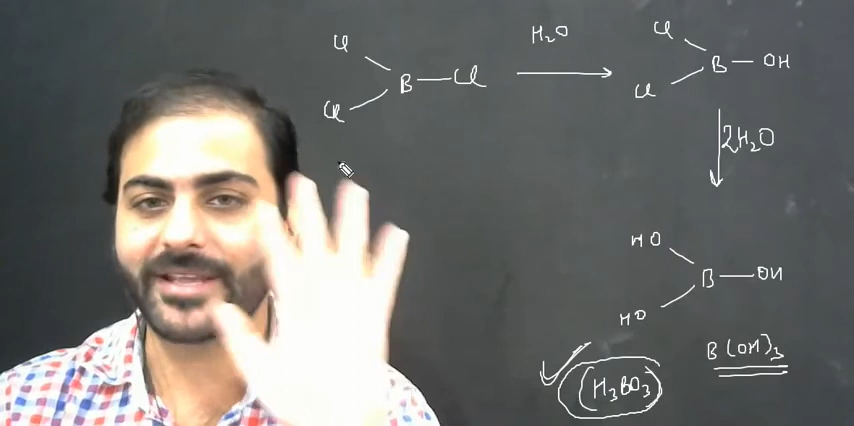 Cl
Cl
B — Cl
H₂O
Cl
Cl
B — OH
2H₂O
HO
HO
B — OH
B(OH)₃
(H₃BO₃)